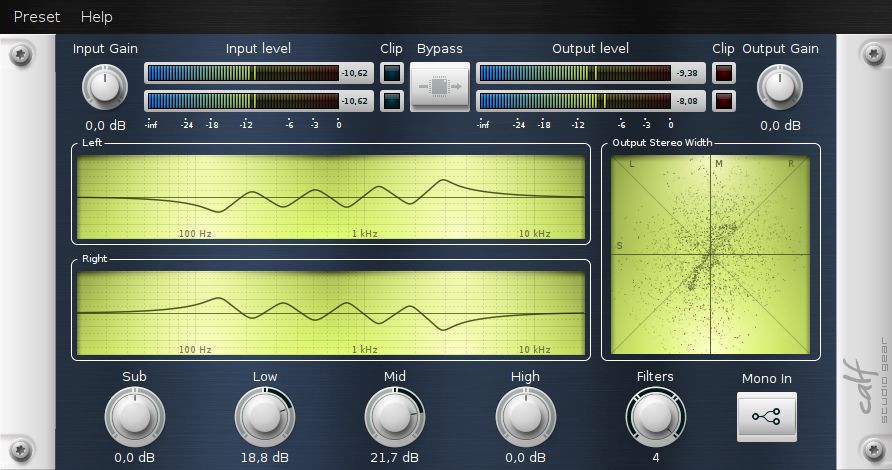 Preset Help
Input Gain Input level Clip Bypass Output level Clip Output Gain
-10,62 -9,38
-10,62 -8,08
0,0 dB -inf -24 -18 -12 -6 -3 0 -inf -24 -18 -12 -6 -3 0 0,0 dB
Left Output Stereo Width
L M R
100 Hz 1 kHz 10 kHz
S
Right
100 Hz 1 kHz 10 kHz
Sub Low Mid High Filters Mono In
0,0 dB 18,8 dB 21,7 dB 0,0 dB 4
calf
studio gear